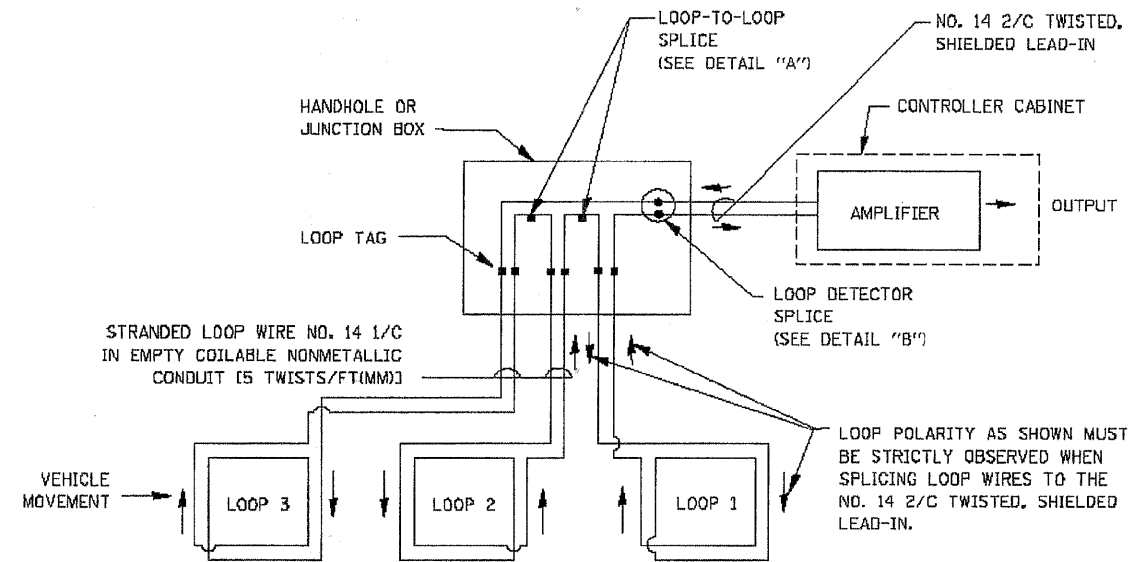 LOOP-TO-LOOP
SPLICE
(SEE DETAIL "A")
NO. 14 2/C TWISTED,
SHIELDED LEAD-IN
HANDHOLE OR
JUNCTION BOX
CONTROLLER CABINET
AMPLIFIER
OUTPUT
LOOP TAG
LOOP DETECTOR
SPLICE
(SEE DETAIL "B")
STRANDED LOOP WIRE NO. 14 1/C
IN EMPTY COILABLE NONMETALLIC
CONDUIT [5 TWISTS/FT(MM)]
LOOP POLARITY AS SHOWN MUST
BE STRICTLY OBSERVED WHEN
SPLICING LOOP WIRES TO THE
NO. 14 2/C TWISTED, SHIELDED
LEAD-IN.
VEHICLE
MOVEMENT
LOOP 3
LOOP 2
LOOP 1